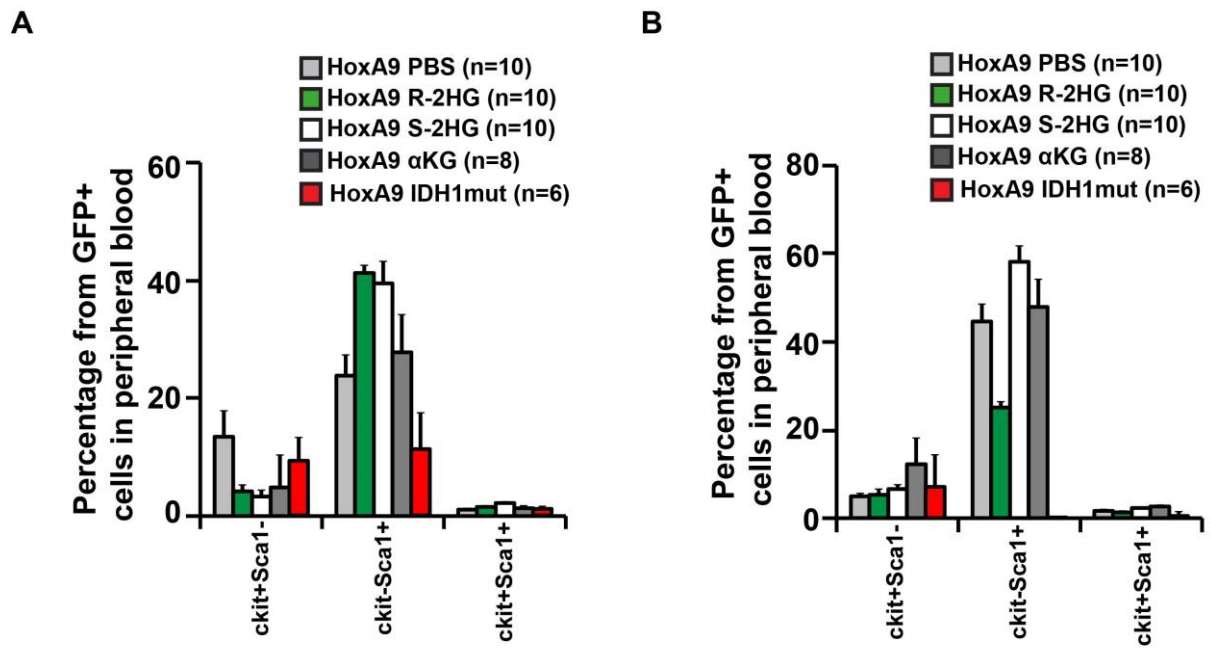 A
HoxA9 PBS (n=10)
HoxA9 R-2HG (n=10)
HoxA9 S-2HG (n=10)
HoxA9 αKG (n=8)
HoxA9 IDH1mut (n=6)
Percentage from GFP+
cells in peripheral blood
60
40
20
0
ckit+Sca1-
ckit-Sca1+
ckit+Sca1+
B
HoxA9 PBS (n=10)
HoxA9 R-2HG (n=10)
HoxA9 S-2HG (n=10)
HoxA9 αKG (n=8)
HoxA9 IDH1mut (n=6)
Percentage from GFP+
cells in peripheral blood
80
60
40
20
0
ckit+Sca1-
ckit-Sca1+
ckit+Sca1+